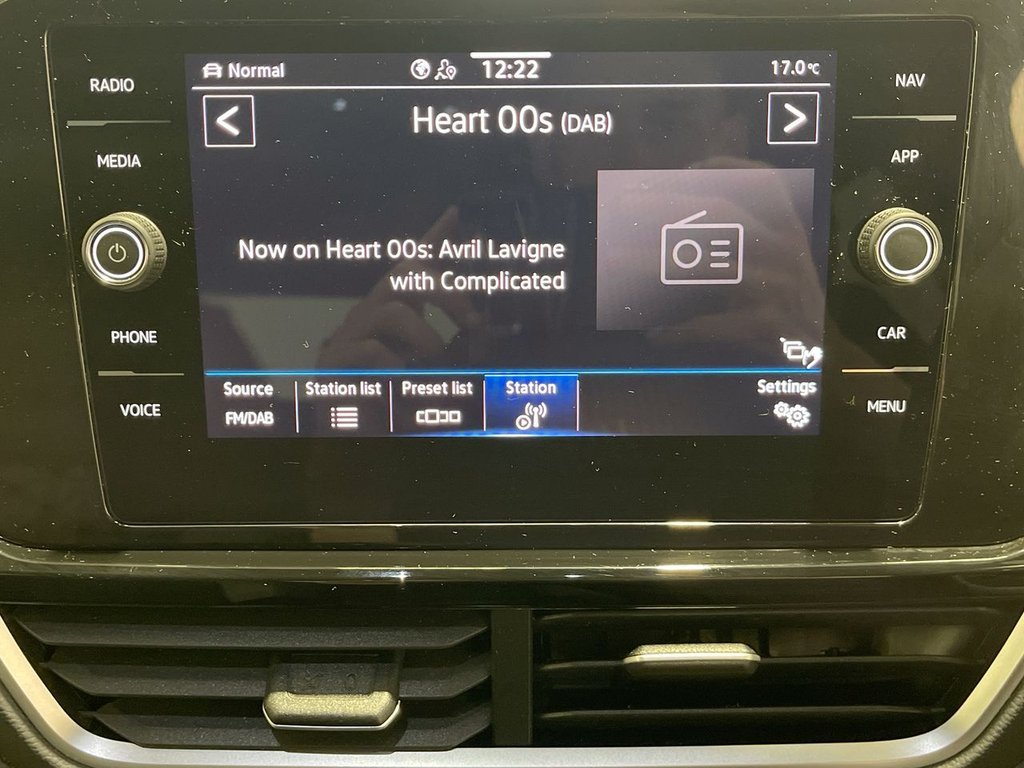 RADIO
MEDIA
PHONE
VOICE
Normal
12:22
17.0°C
Heart 00s (DAB)
Now on Heart 00s: Avril Lavigne
with Complicated
Source
FM/DAB
Station list
Preset list
Station
Settings
NAV
APP
CAR
MENU